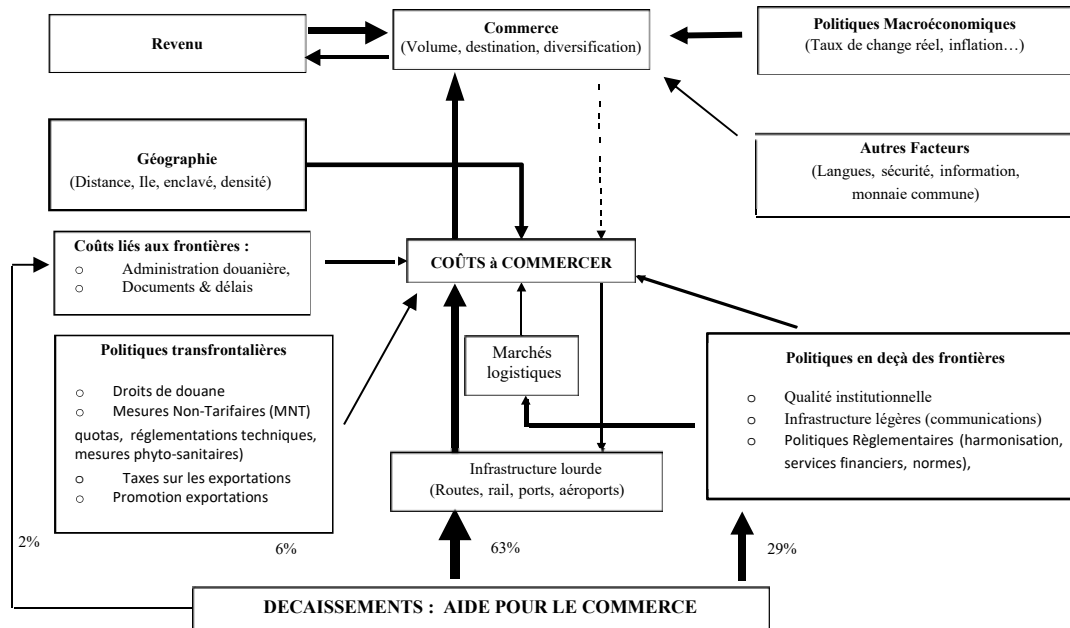 Revenu
Commerce
(Volume, destination, diversification)
Politiques Macroéconomiques
(Taux de change réel, inflation…)
Géographie
(Distance, Ile, enclavé, densité)
Autres Facteurs
(Langues, sécurité, information,
monnaie commune)
Coûts liés aux frontières :
○ Administration douanière,
○ Documents & délais
COÛTS à COMMERCER
Politiques transfrontalières
○ Droits de douane
○ Mesures Non-Tarifaires (MNT)
quotas, réglementations techniques,
mesures phyto-sanitaires)
○ Taxes sur les exportations
○ Promotion exportations
Marchés
logistiques
Politiques en deçà des frontières
○ Qualité institutionnelle
○ Infrastructure légères (communications)
○ Politiques Règlementaires (harmonisation,
services financiers, normes),
Infrastructure lourde
(Routes, rail, ports, aéroports)
2%
6%
63%
29%
DECAISSEMENTS : AIDE POUR LE COMMERCE